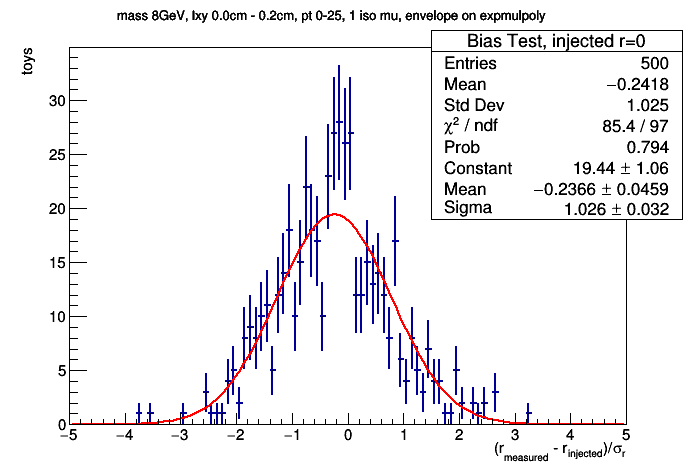 mass 8GeV, lxy 0.0cm - 0.2cm, pt 0-25, 1 iso mu, envelope on expmulpoly
Bias Test, injected r=0
Entries 500
Mean −0.2418
Std Dev 1.025
χ² / ndf 85.4 / 97
Prob 0.794
Constant 19.44 ± 1.06
Mean −0.2366 ± 0.0459
Sigma 1.026 ± 0.032
toys
30
25
20
15
10
5
0
−5 −4 −3 −2 −1 0 1 2 3 4 5
(r_measured - r_injected)/σ_r